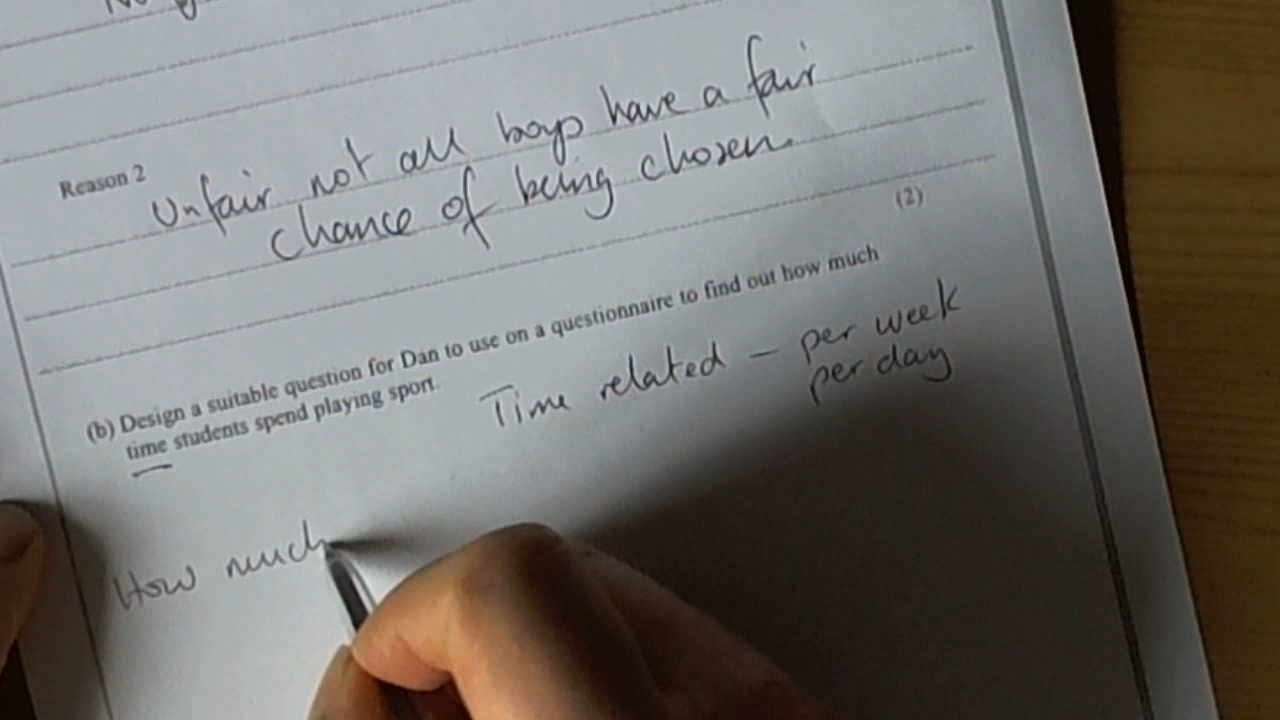 Reason 2
Unfair not all boys have a fair
chance of being chosen.
(2)
(b) Design a suitable question for Dan to use on a questionnaire to find out how much
time students spend playing sport.
Time related – per week
per day
How much